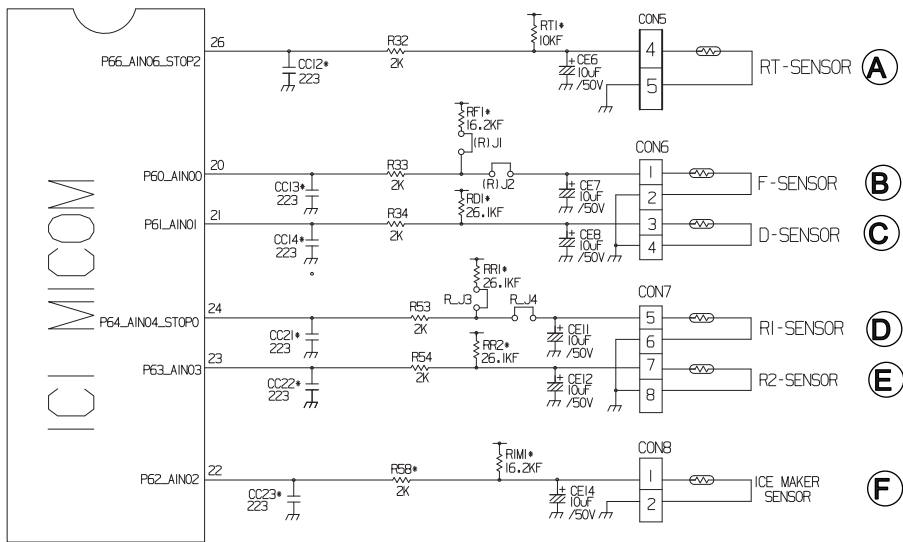 IC1 MICOM
P66_AIN06_STOP2
26
CC12*
223
R32
2K
RT1*
10KF
CE6
10uF
/50V
CON5
4
5
RT-SENSOR
A
P60_AIN00
20
CC13*
223
R33
2K
RF1*
16.2KF
(R)J1
(R)J2
CE7
10uF
/50V
CON6
1
2
F-SENSOR
B
P61_AIN01
21
CC14*
223
R34
2K
RD1*
26.1KF
CE8
10uF
/50V
3
4
D-SENSOR
C
P64_AIN04_STOP0
24
CC21*
223
R53
2K
R_J3
RR1*
26.1KF
R_J4
CE11
10uF
/50V
CON7
5
6
R1-SENSOR
D
P63_AIN03
23
CC22*
223
R54
2K
RR2*
26.1KF
CE12
10uF
/50V
7
8
R2-SENSOR
E
P62_AIN02
22
CC23*
223
R58*
2K
RIM1*
16.2KF
CE14
10uF
/50V
CON8
1
2
ICE MAKER
SENSOR
F